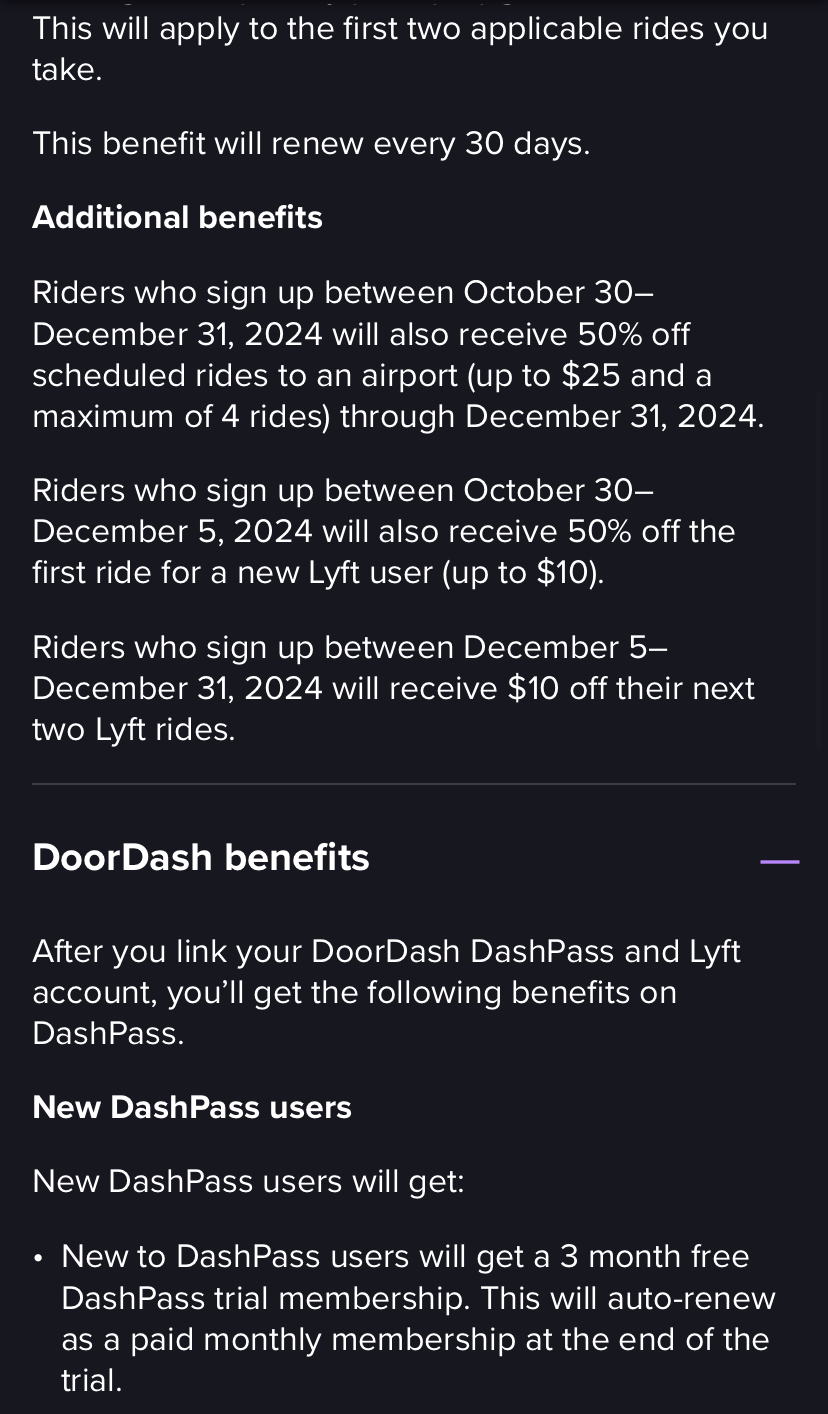 This will apply to the first two applicable rides you
take.
This benefit will renew every 30 days.
Additional benefits
Riders who sign up between October 30–
December 31, 2024 will also receive 50% off
scheduled rides to an airport (up to $25 and a
maximum of 4 rides) through December 31, 2024.
Riders who sign up between October 30–
December 5, 2024 will also receive 50% off the
first ride for a new Lyft user (up to $10).
Riders who sign up between December 5–
December 31, 2024 will receive $10 off their next
two Lyft rides.
DoorDash benefits
After you link your DoorDash DashPass and Lyft
account, you’ll get the following benefits on
DashPass.
New DashPass users
New DashPass users will get:
• New to DashPass users will get a 3 month free
DashPass trial membership. This will auto-renew
as a paid monthly membership at the end of the
trial.